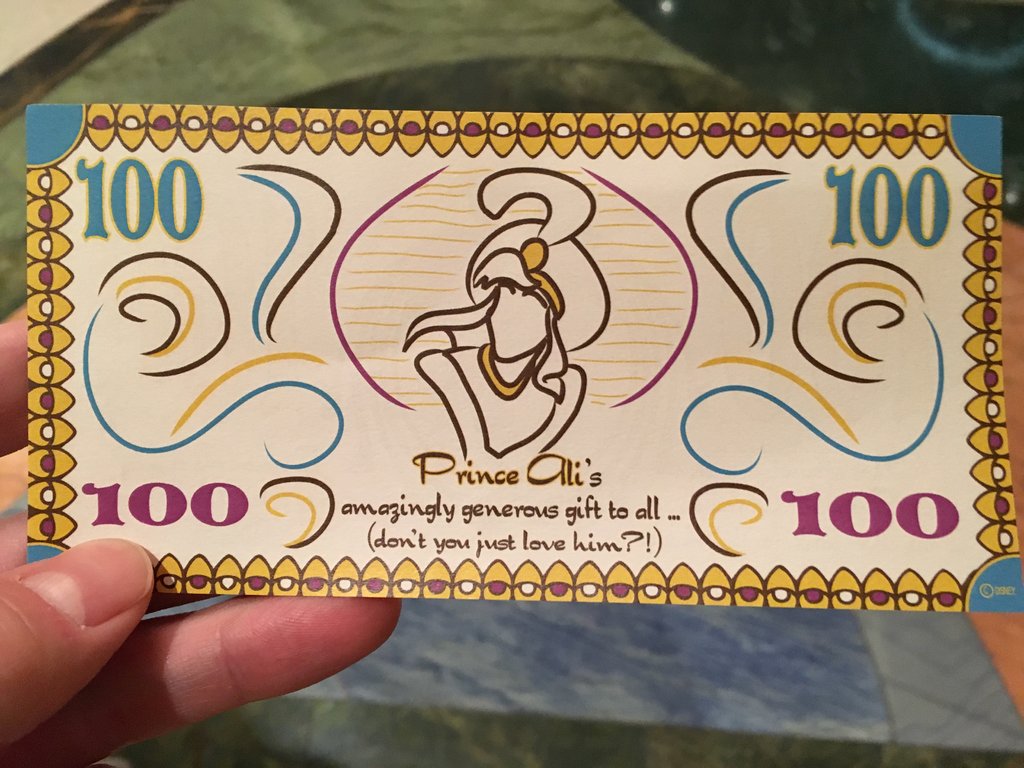 100 100
Prince Ali's
amazingly generous gift to all ...
(don't you just love him?!)
100 100
© DISNEY